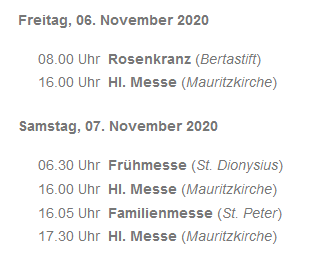 Freitag, 06. November 2020
08.00 Uhr Rosenkranz (Bertastift)
16.00 Uhr Hl. Messe (Mauritzkirche)
Samstag, 07. November 2020
06.30 Uhr Frühmesse (St. Dionysius)
16.00 Uhr Hl. Messe (Mauritzkirche)
16.05 Uhr Familienmesse (St. Peter)
17.30 Uhr Hl. Messe (Mauritzkirche)